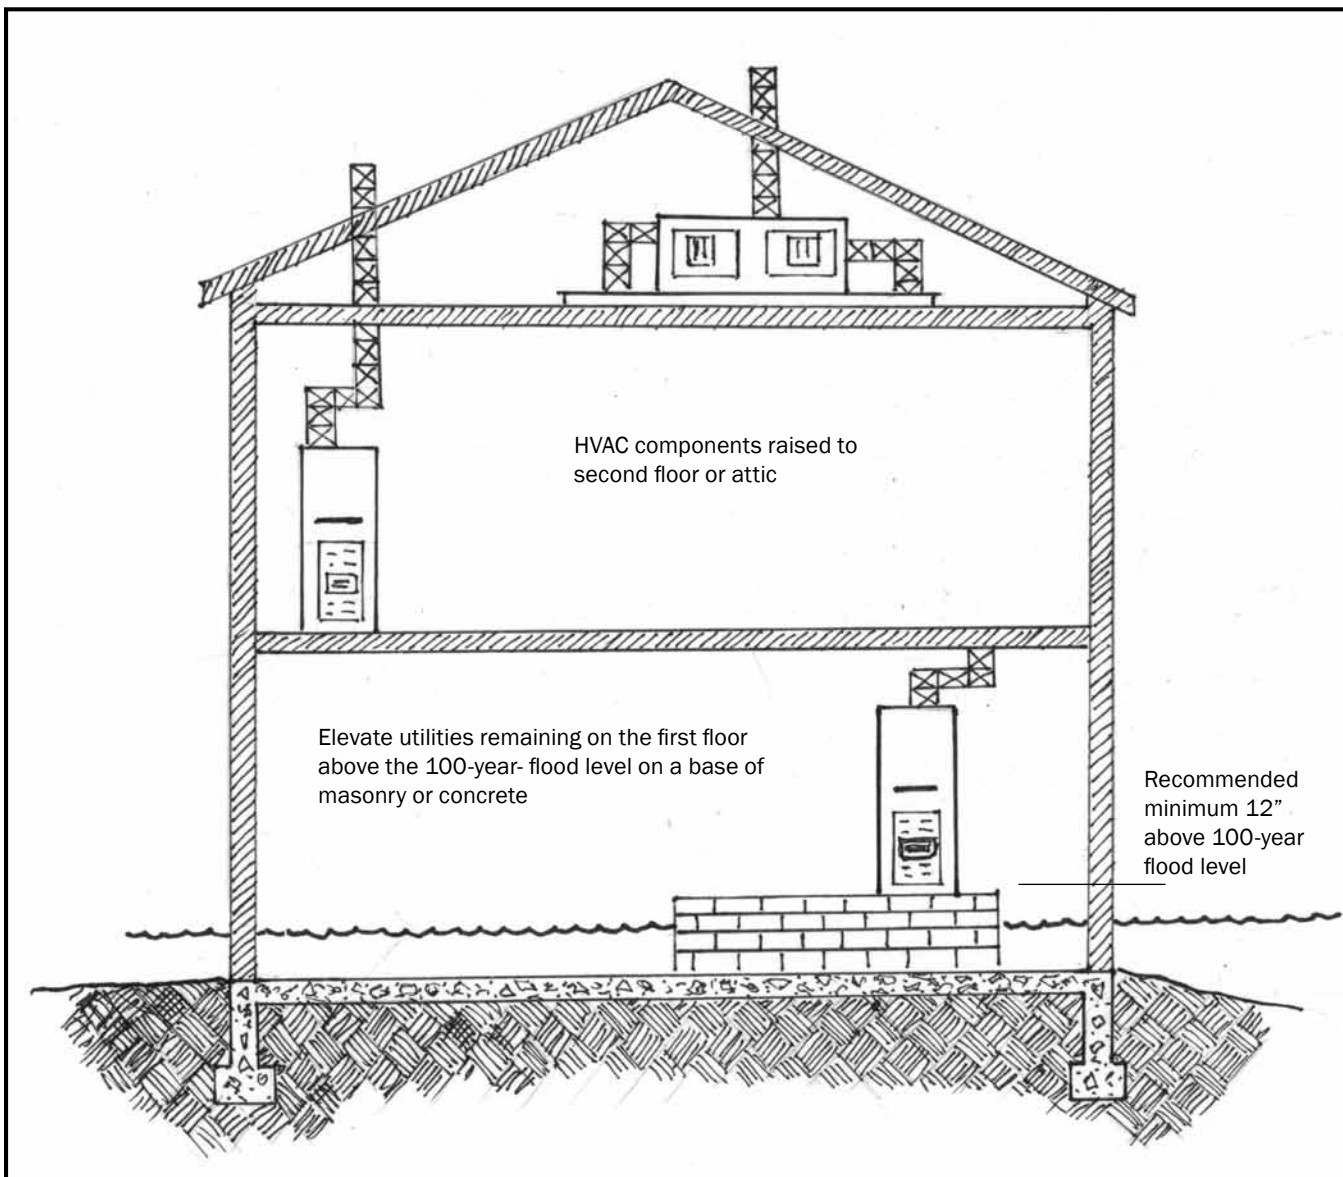 HVAC components raised to
second floor or attic
Elevate utilities remaining on the first floor
above the 100-year- flood level on a base of
masonry or concrete
Recommended
minimum 12”
above 100-year
flood level